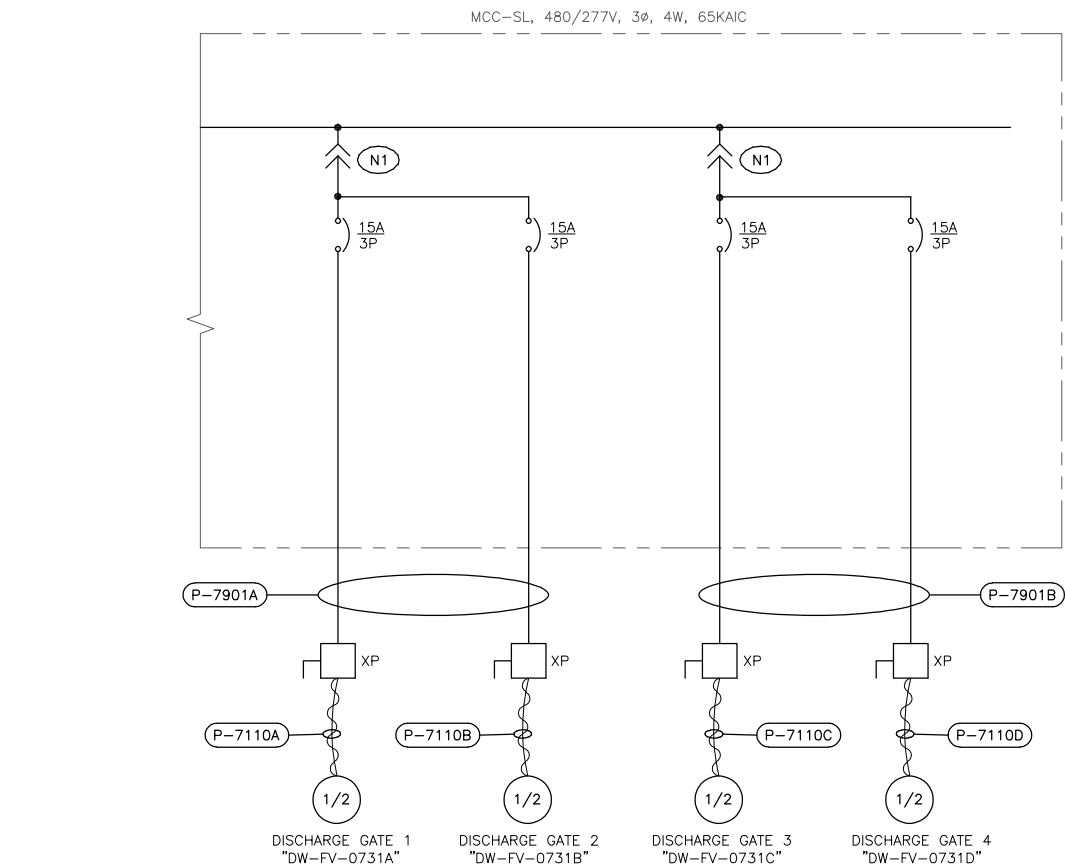 MCC-SL, 480/277V, 3ø, 4W, 65KAIC
N1
N1
15A
3P
15A
3P
15A
3P
15A
3P
P-7901A
P-7901B
XP
XP
XP
XP
P-7110A
P-7110B
P-7110C
P-7110D
1/2
1/2
1/2
1/2
DISCHARGE GATE 1
"DW-FV-0731A"
DISCHARGE GATE 2
"DW-FV-0731B"
DISCHARGE GATE 3
"DW-FV-0731C"
DISCHARGE GATE 4
"DW-FV-0731D"